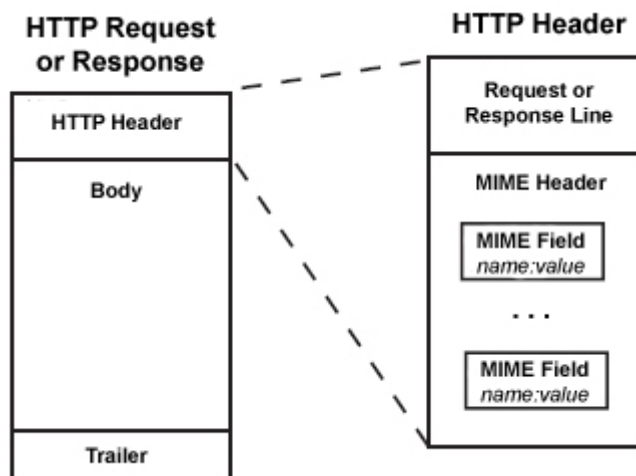 HTTP Request
or Response
HTTP Header
Body
Trailer
HTTP Header
Request or
Response Line
MIME Header
MIME Field
name:value
. . .
MIME Field
name:value